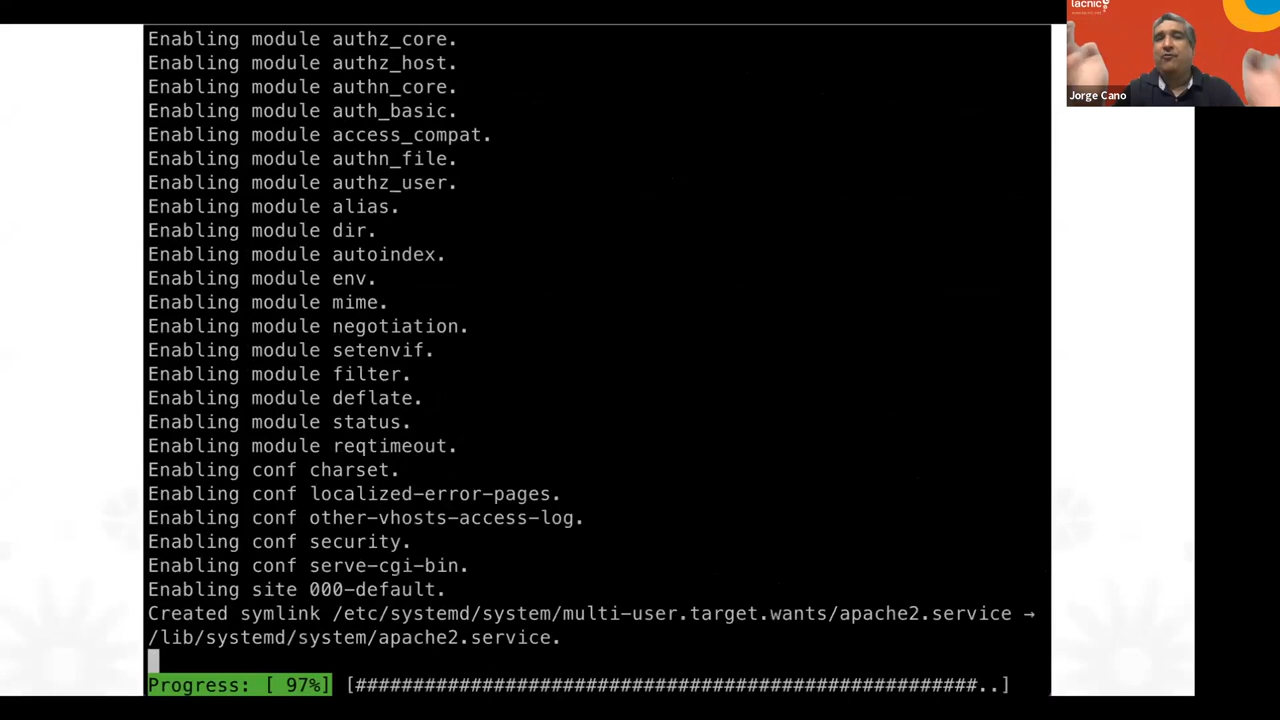 Enabling module authz_core.
Enabling module authz_host.
Enabling module authn_core.
Enabling module auth_basic.
Enabling module access_compat.
Enabling module authn_file.
Enabling module authz_user.
Enabling module alias.
Enabling module dir.
Enabling module autoindex.
Enabling module env.
Enabling module mime.
Enabling module negotiation.
Enabling module setenvif.
Enabling module filter.
Enabling module deflate.
Enabling module status.
Enabling module reqtimeout.
Enabling conf charset.
Enabling conf localized-error-pages.
Enabling conf other-vhosts-access-log.
Enabling conf security.
Enabling conf serve-cgi-bin.
Enabling site 000-default.
Created symlink /etc/systemd/system/multi-user.target.wants/apache2.service →
/lib/systemd/system/apache2.service.
Progress: [ 97%] [######################################################..]
lacnic
Jorge Cano